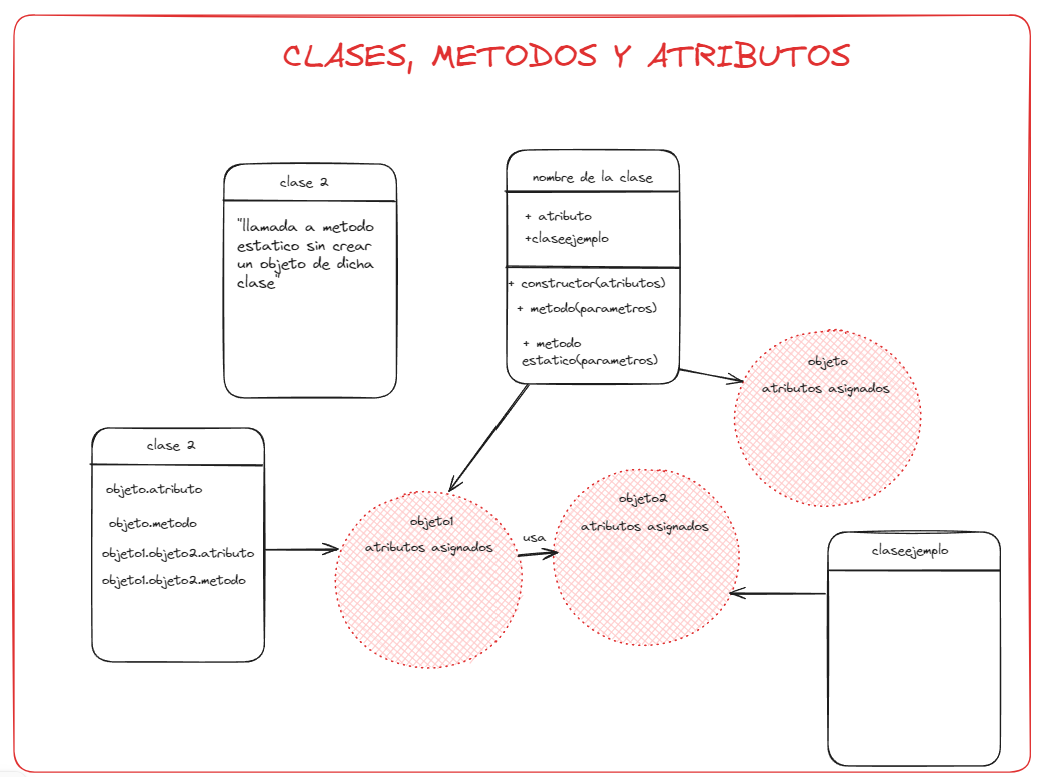 CLASES, METODOS Y ATRIBUTOS
clase 2
"llamada a metodo
estatico sin crear
un objeto de dicha
clase"
nombre de la clase
+ atributo
+claseejemplo
+ constructor(atributos)
+ metodo(parametros)
+ metodo
estatico(parametros)
objeto
atributos asignados
clase 2
objeto.atributo
objeto.metodo
objeto1.objeto2.atributo
objeto1.objeto2.metodo
objeto1
atributos asignados
usa
objeto2
atributos asignados
claseejemplo